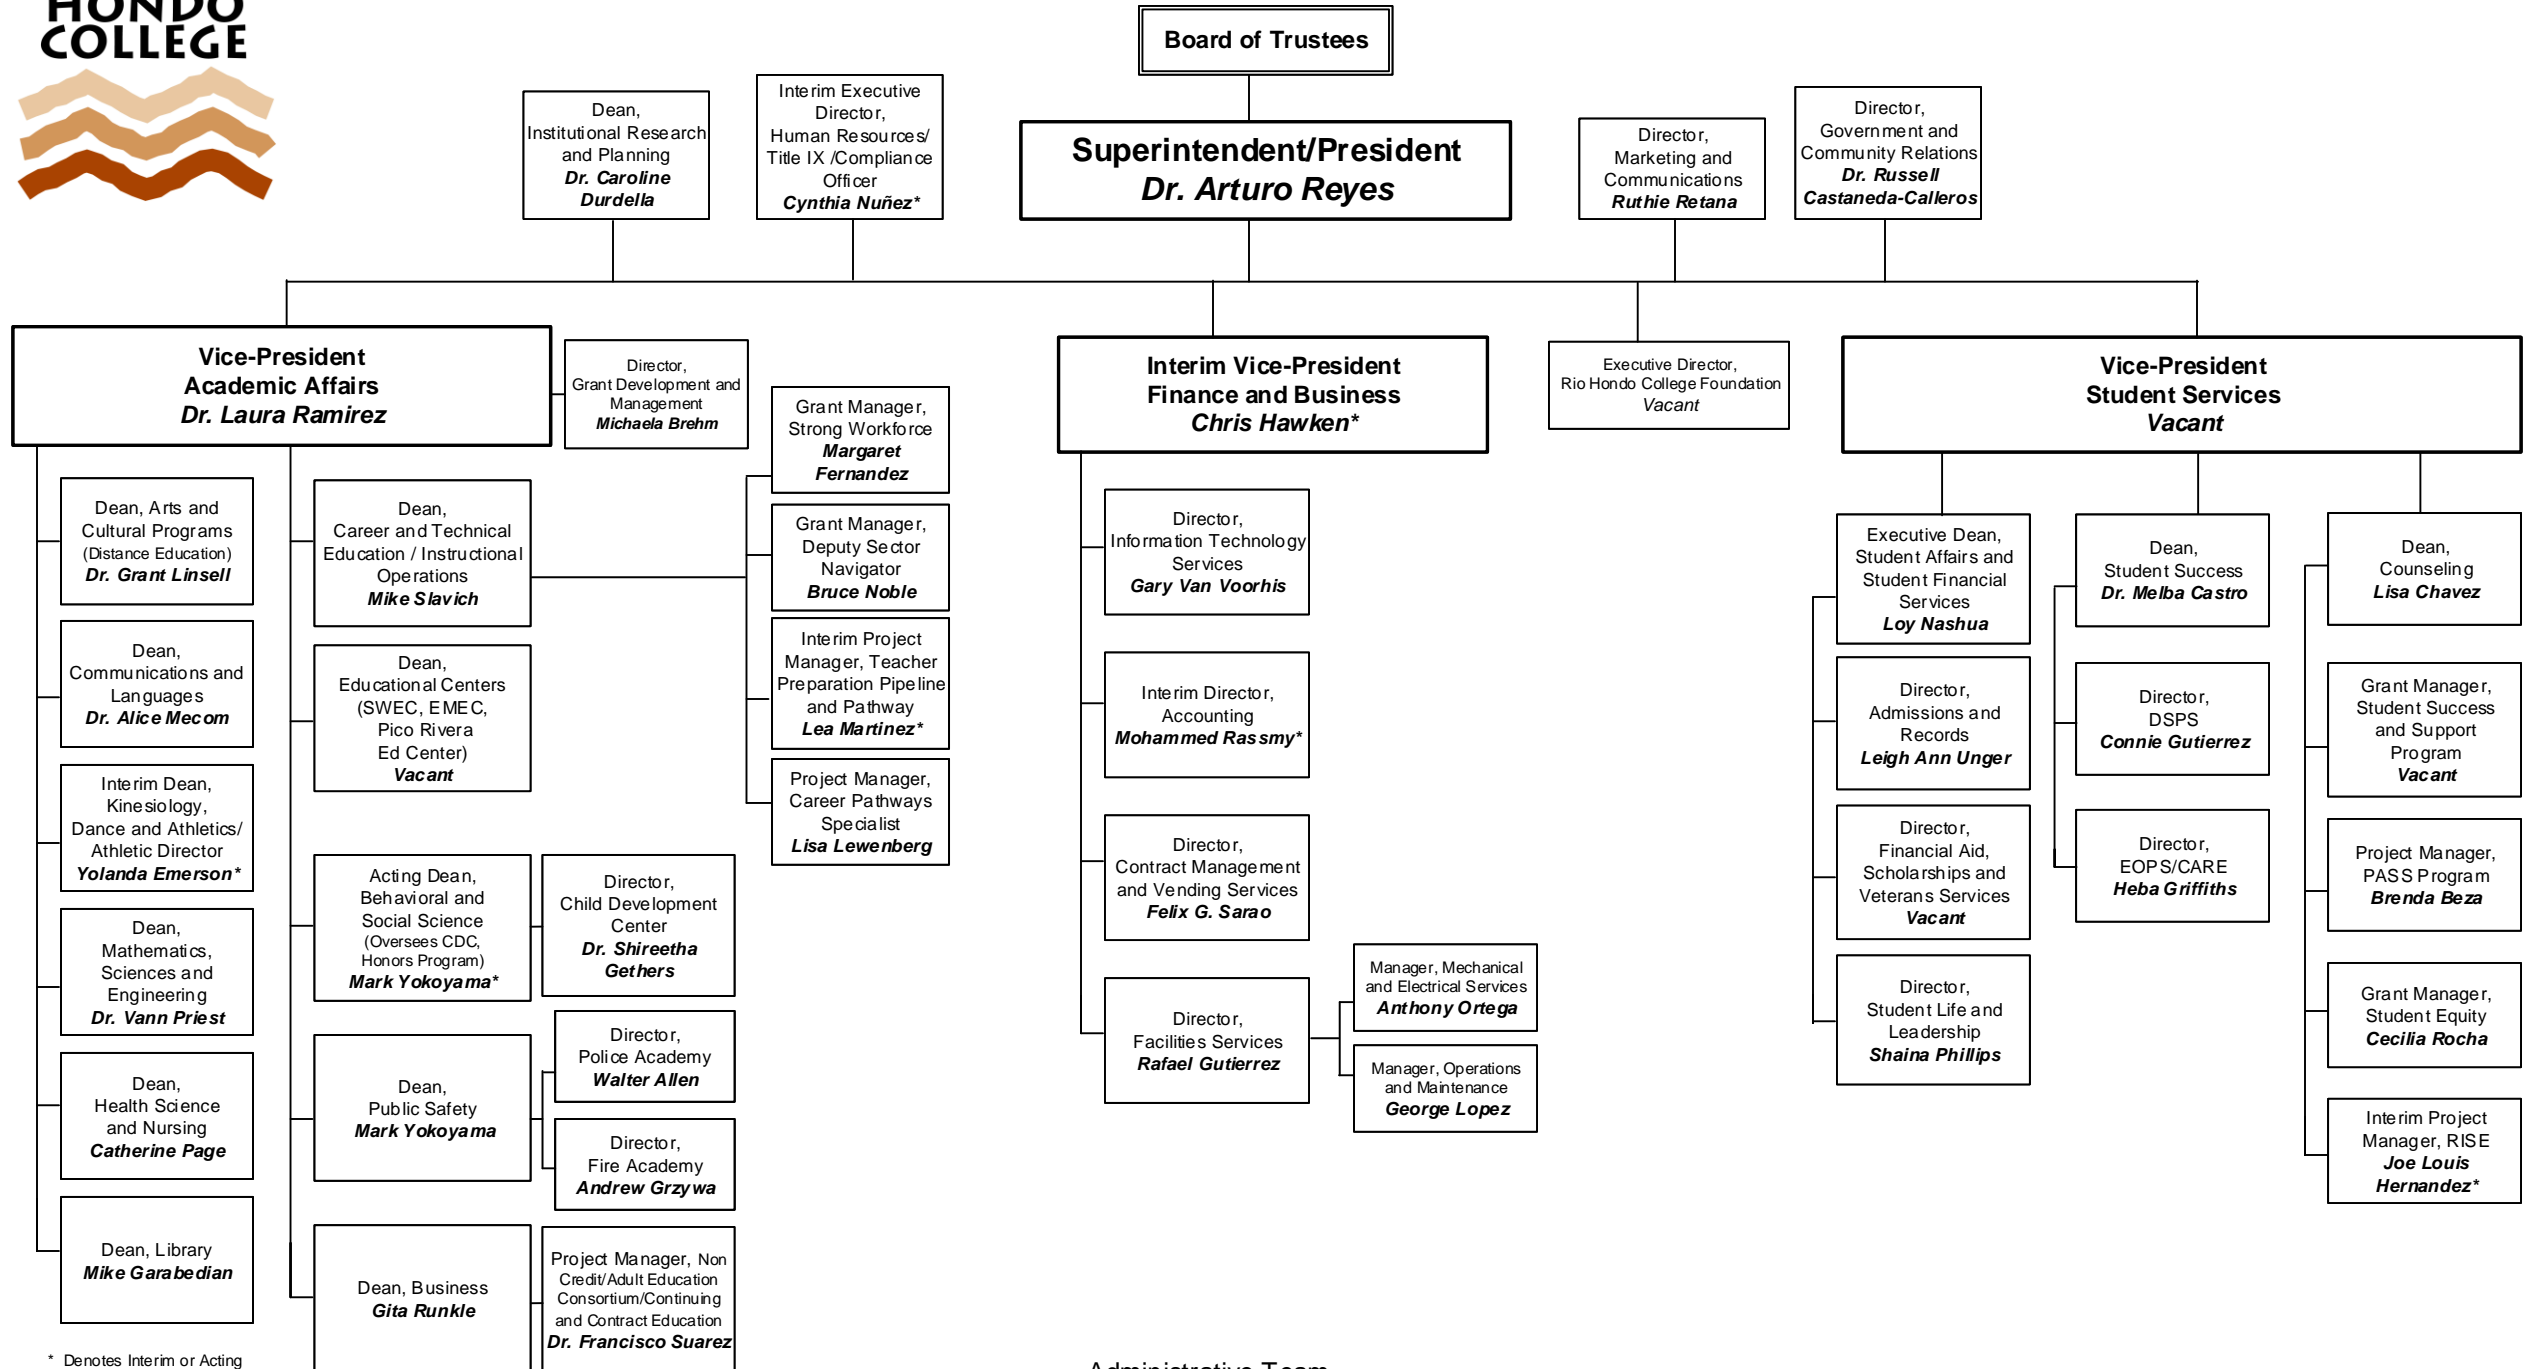 HONDO
COLLEGE
Board of Trustees
Dean,
Institutional Research
and Planning
Dr. Caroline
Durdella
Interim Executive
Director,
Human Resources/
Title IX /Compliance
Officer
Cynthia Nuñez*
Superintendent/President
Dr. Arturo Reyes
Director,
Marketing and
Communications
Ruthie Retana
Director,
Government and
Community Relations
Dr. Russell
Castaneda-Calleros
Vice-President
Academic Affairs
Dr. Laura Ramirez
Director,
Grant Development and
Management
Michaela Brehm
Interim Vice-President
Finance and Business
Chris Hawken*
Executive Director,
Rio Hondo College Foundation
Vacant
Vice-President
Student Services
Vacant
Dean, Arts and
Cultural Programs
(Distance Education)
Dr. Grant Linsell
Dean,
Communications and
Languages
Dr. Alice Mecom
Interim Dean,
Kinesiology,
Dance and Athletics/
Athletic Director
Yolanda Emerson*
Dean,
Mathematics,
Sciences and
Engineering
Dr. Vann Priest
Dean,
Health Science
and Nursing
Catherine Page
Dean, Library
Mike Garabedian
Dean,
Career and Technical
Education / Instructional
Operations
Mike Slavich
Dean,
Educational Centers
(SWEC, EMEC,
Pico Rivera
Ed Center)
Vacant
Acting Dean,
Behavioral and
Social Science
(Oversees CDC,
Honors Program)
Mark Yokoyama*
Dean,
Public Safety
Mark Yokoyama
Dean, Business
Gita Runkle
Director,
Child Development
Center
Dr. Shireetha
Gethers
Director,
Police Academy
Walter Allen
Director,
Fire Academy
Andrew Grzywa
Project Manager, Non
Credit/Adult Education
Consortium/Continuing
and Contract Education
Dr. Francisco Suarez
Grant Manager,
Strong Workforce
Margaret
Fernandez
Grant Manager,
Deputy Sector
Navigator
Bruce Noble
Interim Project
Manager, Teacher
Preparation Pipeline
and Pathway
Lea Martinez*
Project Manager,
Career Pathways
Specialist
Lisa Lewenberg
Director,
Information Technology
Services
Gary Van Voorhis
Interim Director,
Accounting
Mohammed Rassmy*
Director,
Contract Management
and Vending Services
Felix G. Sarao
Director,
Facilities Services
Rafael Gutierrez
Manager, Mechanical
and Electrical Services
Anthony Ortega
Manager, Operations
and Maintenance
George Lopez
Executive Dean,
Student Affairs and
Student Financial
Services
Loy Nashua
Director,
Admissions and
Records
Leigh Ann Unger
Director,
Financial Aid,
Scholarships and
Veterans Services
Vacant
Director,
Student Life and
Leadership
Shaina Phillips
Dean,
Student Success
Dr. Melba Castro
Director,
DSPS
Connie Gutierrez
Director,
EOPS/CARE
Heba Griffiths
Dean,
Counseling
Lisa Chavez
Grant Manager,
Student Success
and Support
Program
Vacant
Project Manager,
PASS Program
Brenda Beza
Grant Manager,
Student Equity
Cecilia Rocha
Interim Project
Manager, RISE
Joe Louis
Hernandez*
* Denotes Interim or Acting
Administrative Team